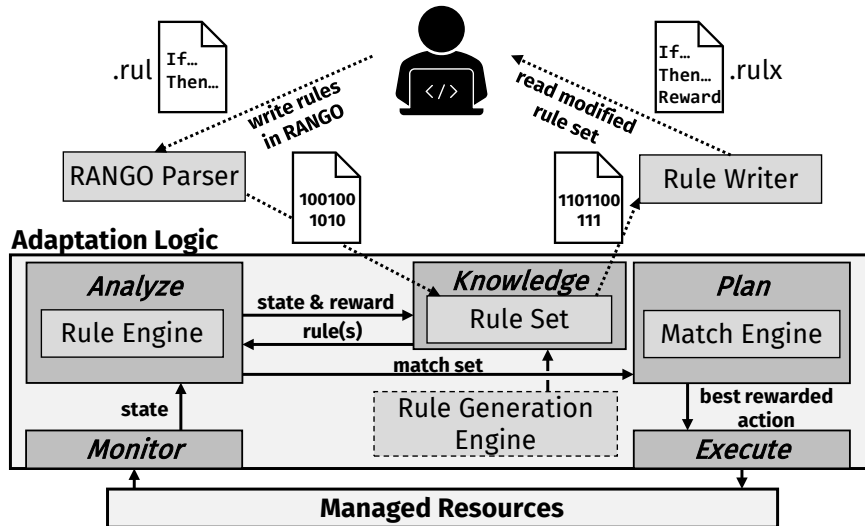 .rul
If…
Then…
</>
If…
Then…
Reward
.rulx
write rules
in RANGO
read modified
rule set
RANGO Parser
100100
1010
1101100
111
Rule Writer
Adaptation Logic
Analyze
Rule Engine
state & reward
rule(s)
match set
Knowledge
Rule Set
Plan
Match Engine
state
Rule Generation
Engine
best rewarded
action
Monitor
Execute
Managed Resources